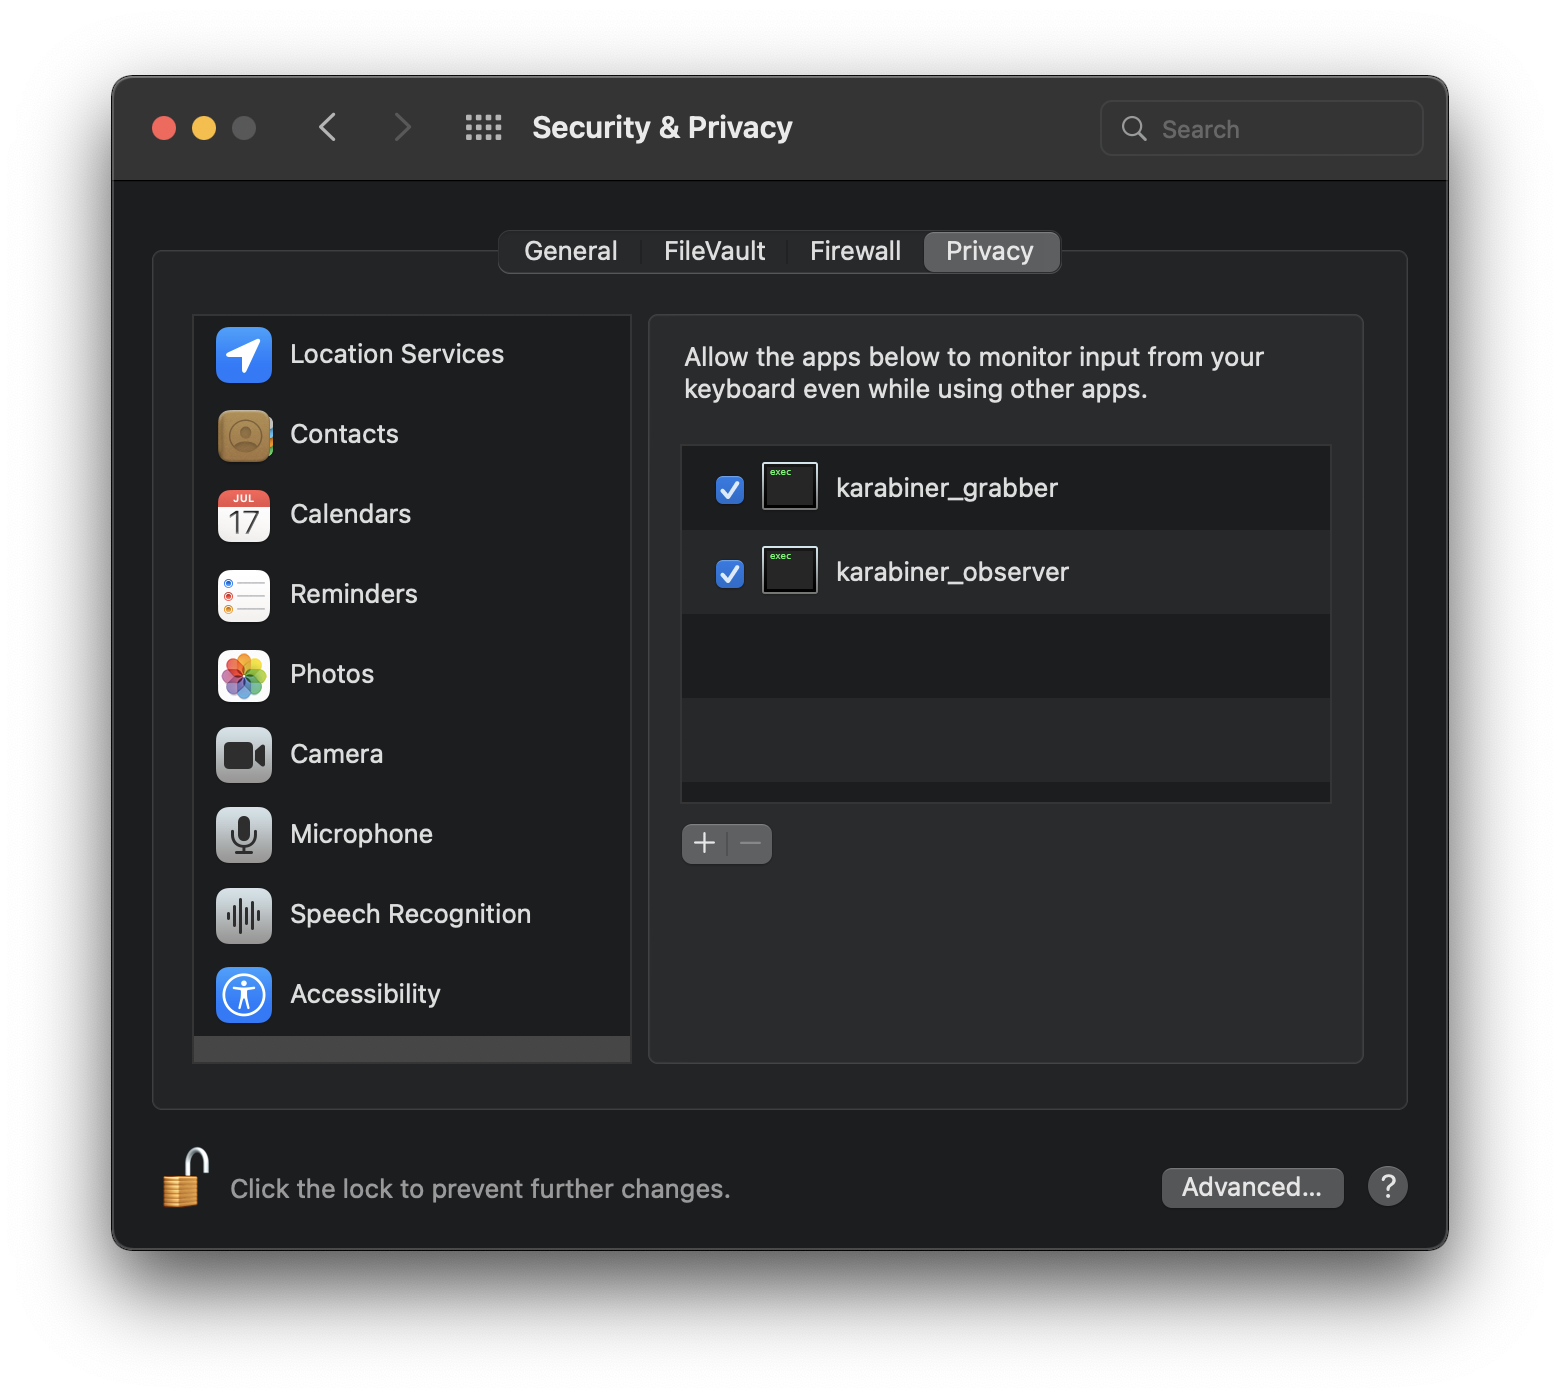 Security & Privacy
Search
General
FileVault
Firewall
Privacy
Location Services
Contacts
JUL
17
Calendars
Reminders
Photos
Camera
Microphone
Speech Recognition
Accessibility
Allow the apps below to monitor input from your
keyboard even while using other apps.
exec
karabiner_grabber
exec
karabiner_observer
Click the lock to prevent further changes.
Advanced...
?